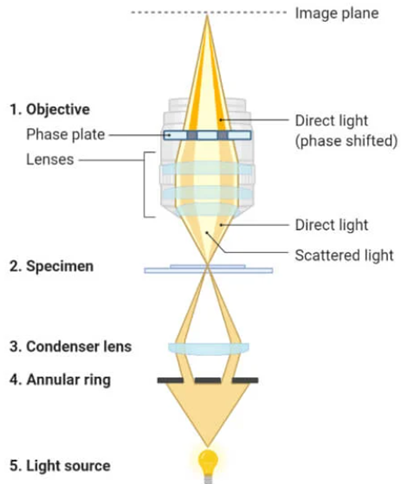 Image plane
1. Objective
Phase plate
Lenses
Direct light
(phase shifted)
Direct light
Scattered light
2. Specimen
3. Condenser lens
4. Annular ring
5. Light source